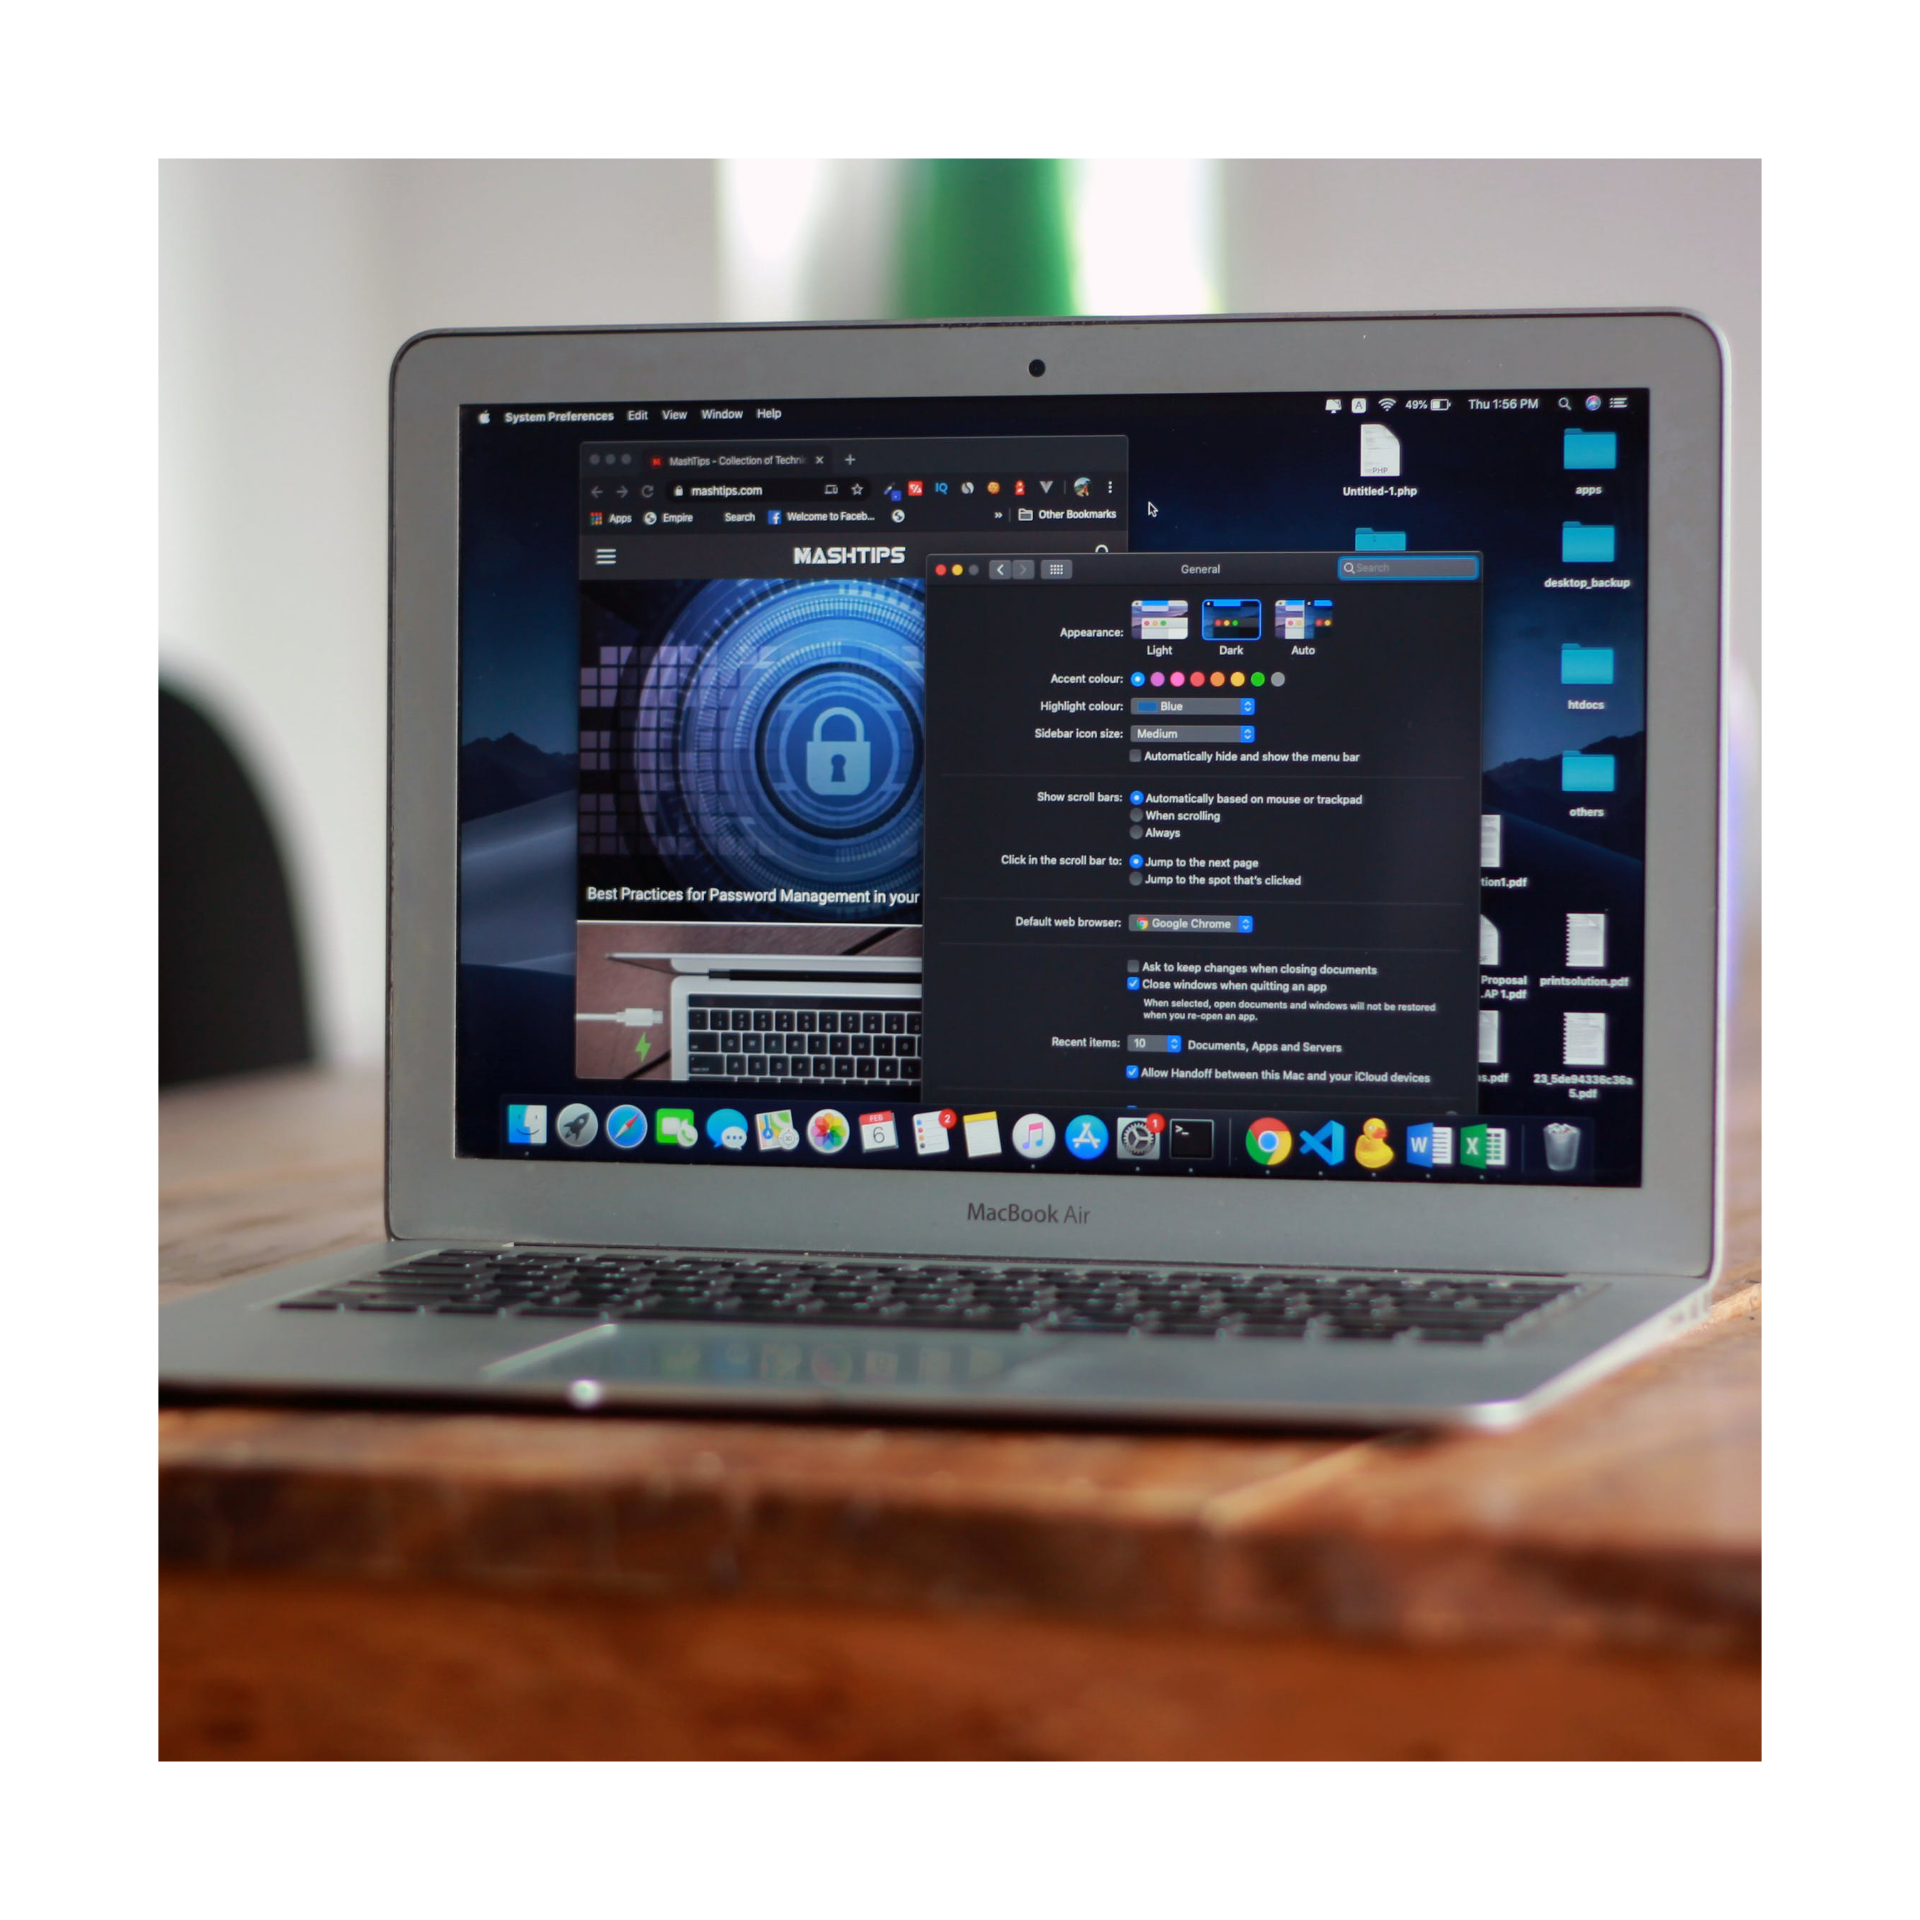 System Preferences Edit View Window Help
49% Thu 1:56 PM
MashTips - Collection of Techni
mashtips.com
IQ
Apps Empire Search Welcome to Faceb... » Other Bookmarks
MASHTIPS
Best Practices for Password Management in your
General
Search
Appearance:
Light Dark Auto
Accent colour:
Highlight colour: Blue
Sidebar icon size: Medium
Automatically hide and show the menu bar
Show scroll bars: Automatically based on mouse or trackpad
When scrolling
Always
Click in the scroll bar to: Jump to the next page
Jump to the spot that's clicked
Default web browser: Google Chrome
Ask to keep changes when closing documents
Close windows when quitting an app
When selected, open documents and windows will not be restored
when you re-open an app.
Recent items: 10 Documents, Apps and Servers
Allow Handoff between this Mac and your iCloud devices
PHP
Untitled-1.php
apps
desktop_backup
htdocs
others
tion1.pdf
Proposal
AP 1.pdf
printsolution.pdf
s.pdf
23_5de94336c36a
5.pdf
FEB
6
2
1
W
X
MacBook Air